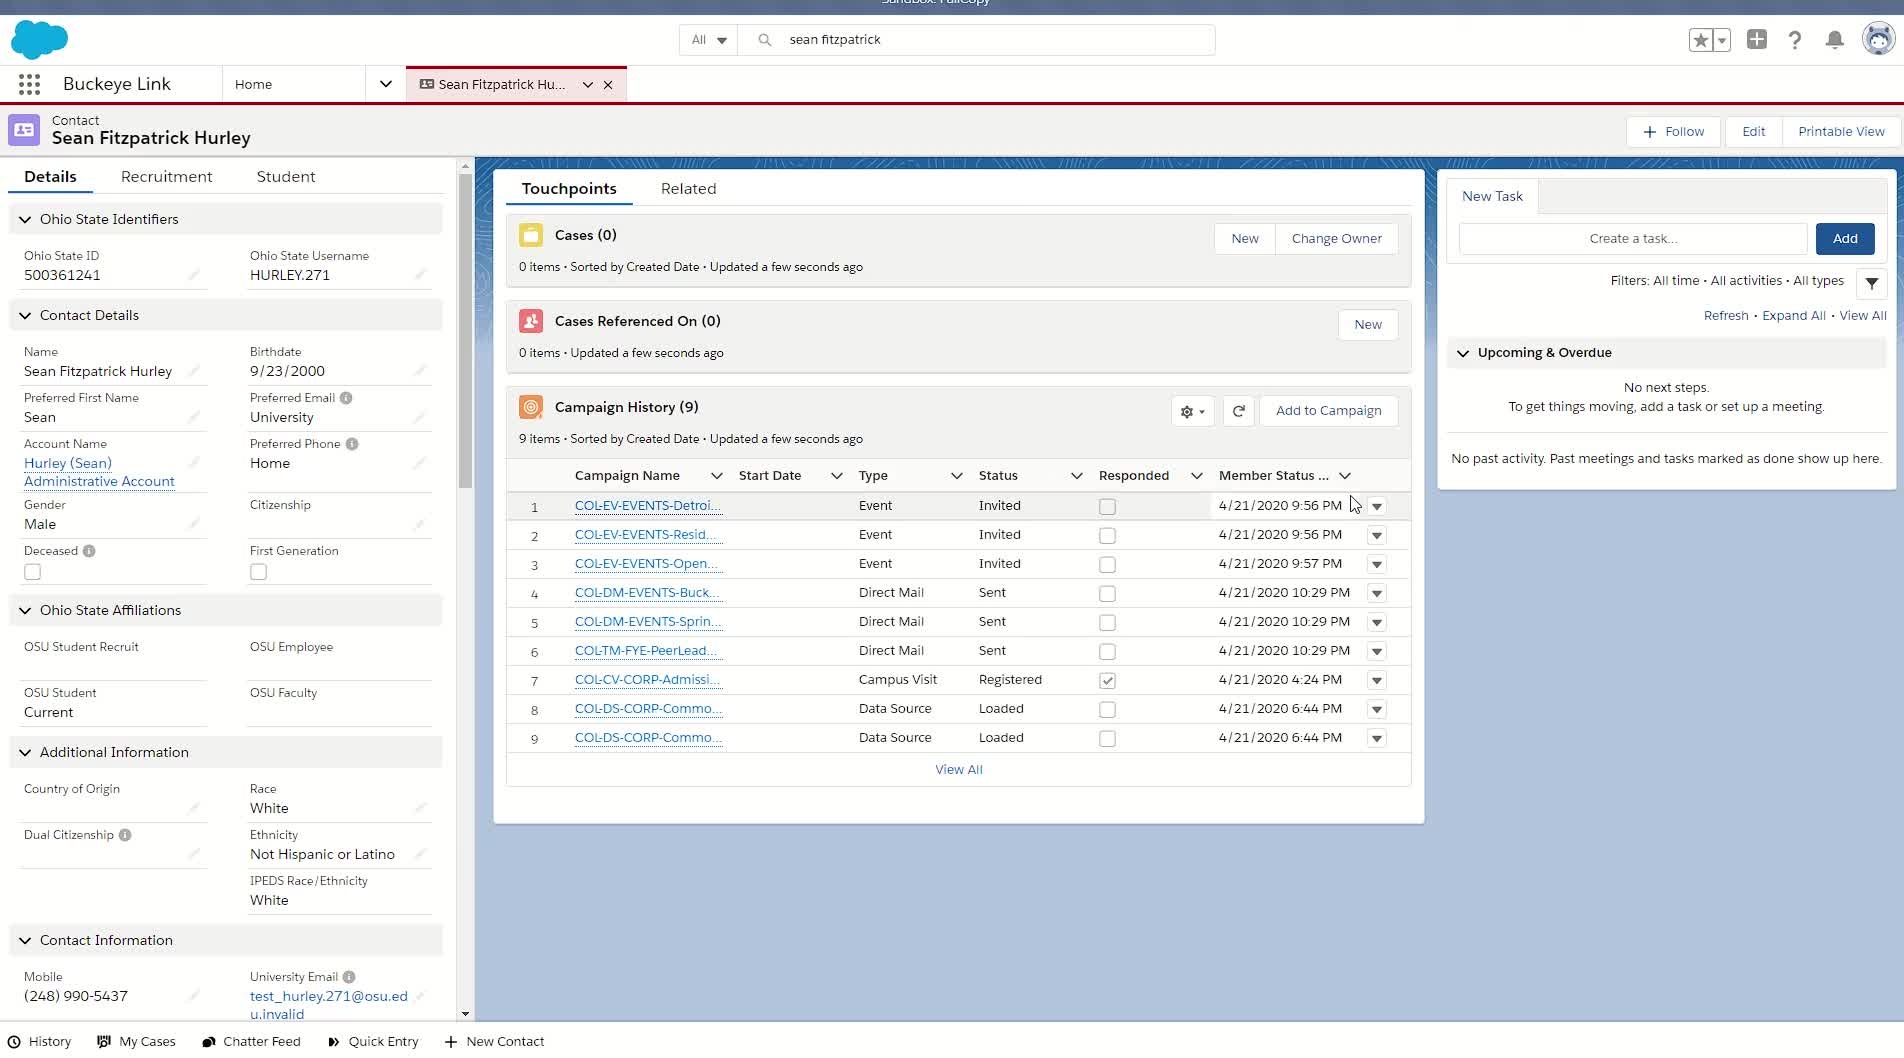 Sandbox: FullCopy
All
sean fitzpatrick
Buckeye Link
Home
Sean Fitzpatrick Hu...
Contact
Sean Fitzpatrick Hurley
Follow
Edit
Printable View
Details
Recruitment
Student
Ohio State Identifiers
Ohio State ID
500361241
Ohio State Username
HURLEY.271
Contact Details
Name
Sean Fitzpatrick Hurley
Birthdate
9/23/2000
Preferred First Name
Sean
Preferred Email
University
Account Name
Hurley (Sean)
Administrative Account
Preferred Phone
Home
Gender
Male
Citizenship
Deceased
First Generation
Ohio State Affiliations
OSU Student Recruit
OSU Employee
OSU Student
Current
OSU Faculty
Additional Information
Country of Origin
Race
White
Dual Citizenship
Ethnicity
Not Hispanic or Latino
IPEDS Race/Ethnicity
White
Contact Information
Mobile
(248) 990-5437
University Email
test_hurley.271@osu.ed
u.invalid
Touchpoints
Related
Cases (0)
New
Change Owner
0 items • Sorted by Created Date • Updated a few seconds ago
Cases Referenced On (0)
New
0 items • Updated a few seconds ago
Campaign History (9)
Add to Campaign
9 items • Sorted by Created Date • Updated a few seconds ago
Campaign Name Start Date Type Status Responded Member Status ...
1 COL-EV-EVENTS-Detroi... Event Invited 4/21/2020 9:56 PM
2 COL-EV-EVENTS-Resid... Event Invited 4/21/2020 9:56 PM
3 COL-EV-EVENTS-Open... Event Invited 4/21/2020 9:57 PM
4 COL-DM-EVENTS-Buck... Direct Mail Sent 4/21/2020 10:29 PM
5 COL-DM-EVENTS-Sprin... Direct Mail Sent 4/21/2020 10:29 PM
6 COL-TM-FYE-PeerLead... Direct Mail Sent 4/21/2020 10:29 PM
7 COL-CV-CORP-Admissi... Campus Visit Registered 4/21/2020 4:24 PM
8 COL-DS-CORP-Commo... Data Source Loaded 4/21/2020 6:44 PM
9 COL-DS-CORP-Commo... Data Source Loaded 4/21/2020 6:44 PM
View All
New Task
Create a task...
Add
Filters: All time • All activities • All types
Refresh • Expand All • View All
Upcoming & Overdue
No next steps.
To get things moving, add a task or set up a meeting.
No past activity. Past meetings and tasks marked as done show up here.
History
My Cases
Chatter Feed
Quick Entry
New Contact